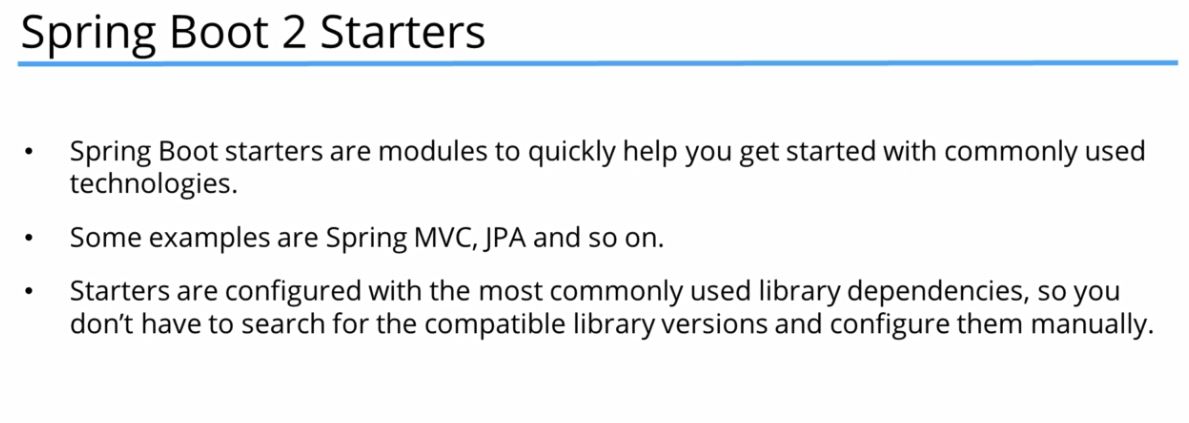 Spring Boot 2 Starters
• Spring Boot starters are modules to quickly help you get started with commonly used
technologies.
• Some examples are Spring MVC, JPA and so on.
• Starters are configured with the most commonly used library dependencies, so you
don’t have to search for the compatible library versions and configure them manually.